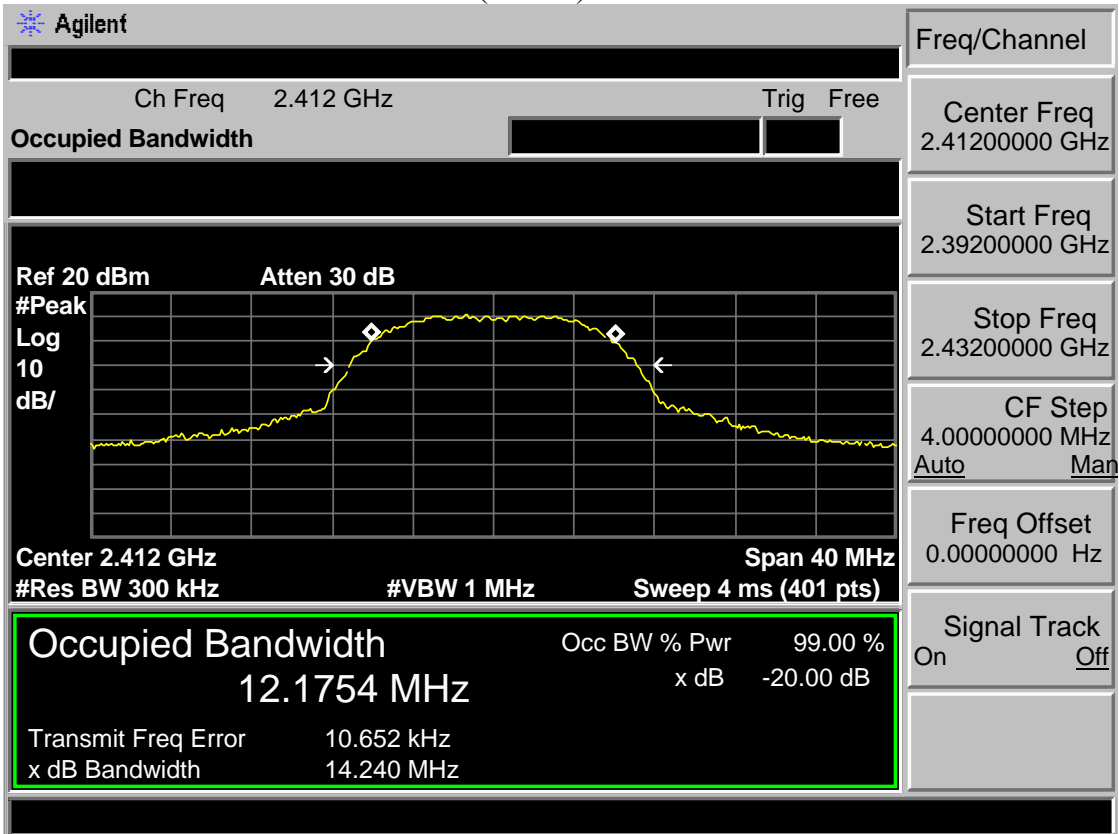 Agilent
Freq/Channel
Ch Freq 2.412 GHz Trig Free
Occupied Bandwidth
Center Freq
2.41200000 GHz
Start Freq
2.39200000 GHz
Stop Freq
2.43200000 GHz
CF Step
4.00000000 MHz
Auto Man
Freq Offset
0.00000000 Hz
Signal Track
On Off
Ref 20 dBm Atten 30 dB
#Peak
Log
10
dB/
Center 2.412 GHz Span 40 MHz
#Res BW 300 kHz #VBW 1 MHz Sweep 4 ms (401 pts)
Occupied Bandwidth Occ BW % Pwr 99.00 %
12.1754 MHz x dB -20.00 dB
Transmit Freq Error 10.652 kHz
x dB Bandwidth 14.240 MHz